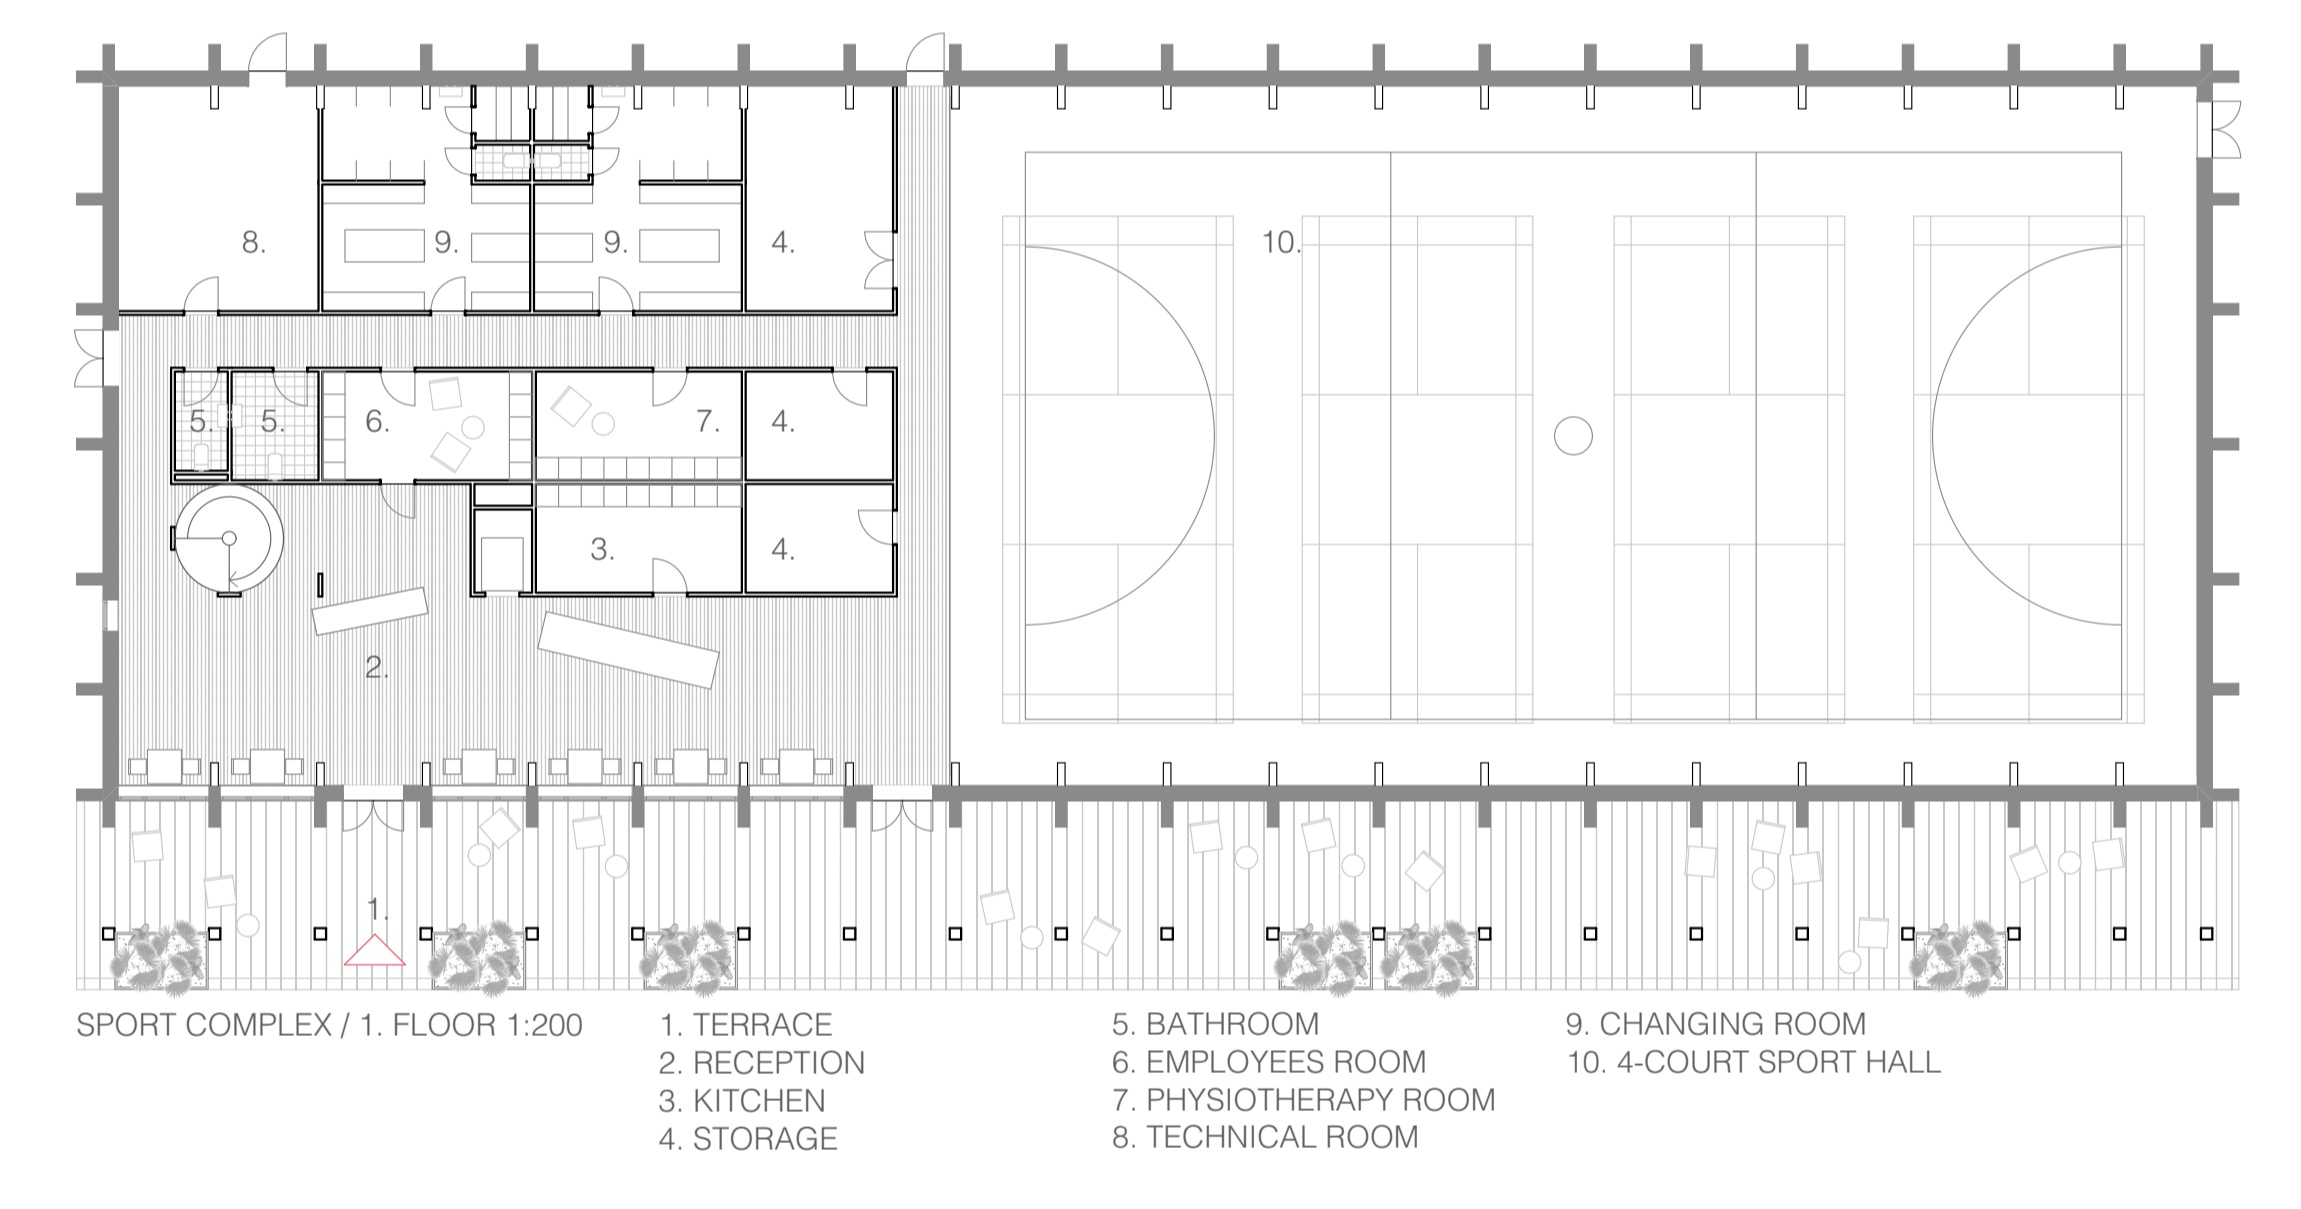 8.
9.
9.
4.
10.
5.
5.
6.
7.
4.
3.
4.
2.
1.
SPORT COMPLEX / 1. FLOOR 1:200
1. TERRACE
2. RECEPTION
3. KITCHEN
4. STORAGE
5. BATHROOM
6. EMPLOYEES ROOM
7. PHYSIOTHERAPY ROOM
8. TECHNICAL ROOM
9. CHANGING ROOM
10. 4-COURT SPORT HALL